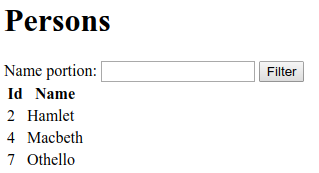 Persons
Name portion: Filter
Id Name
2 Hamlet
4 Macbeth
7 Othello